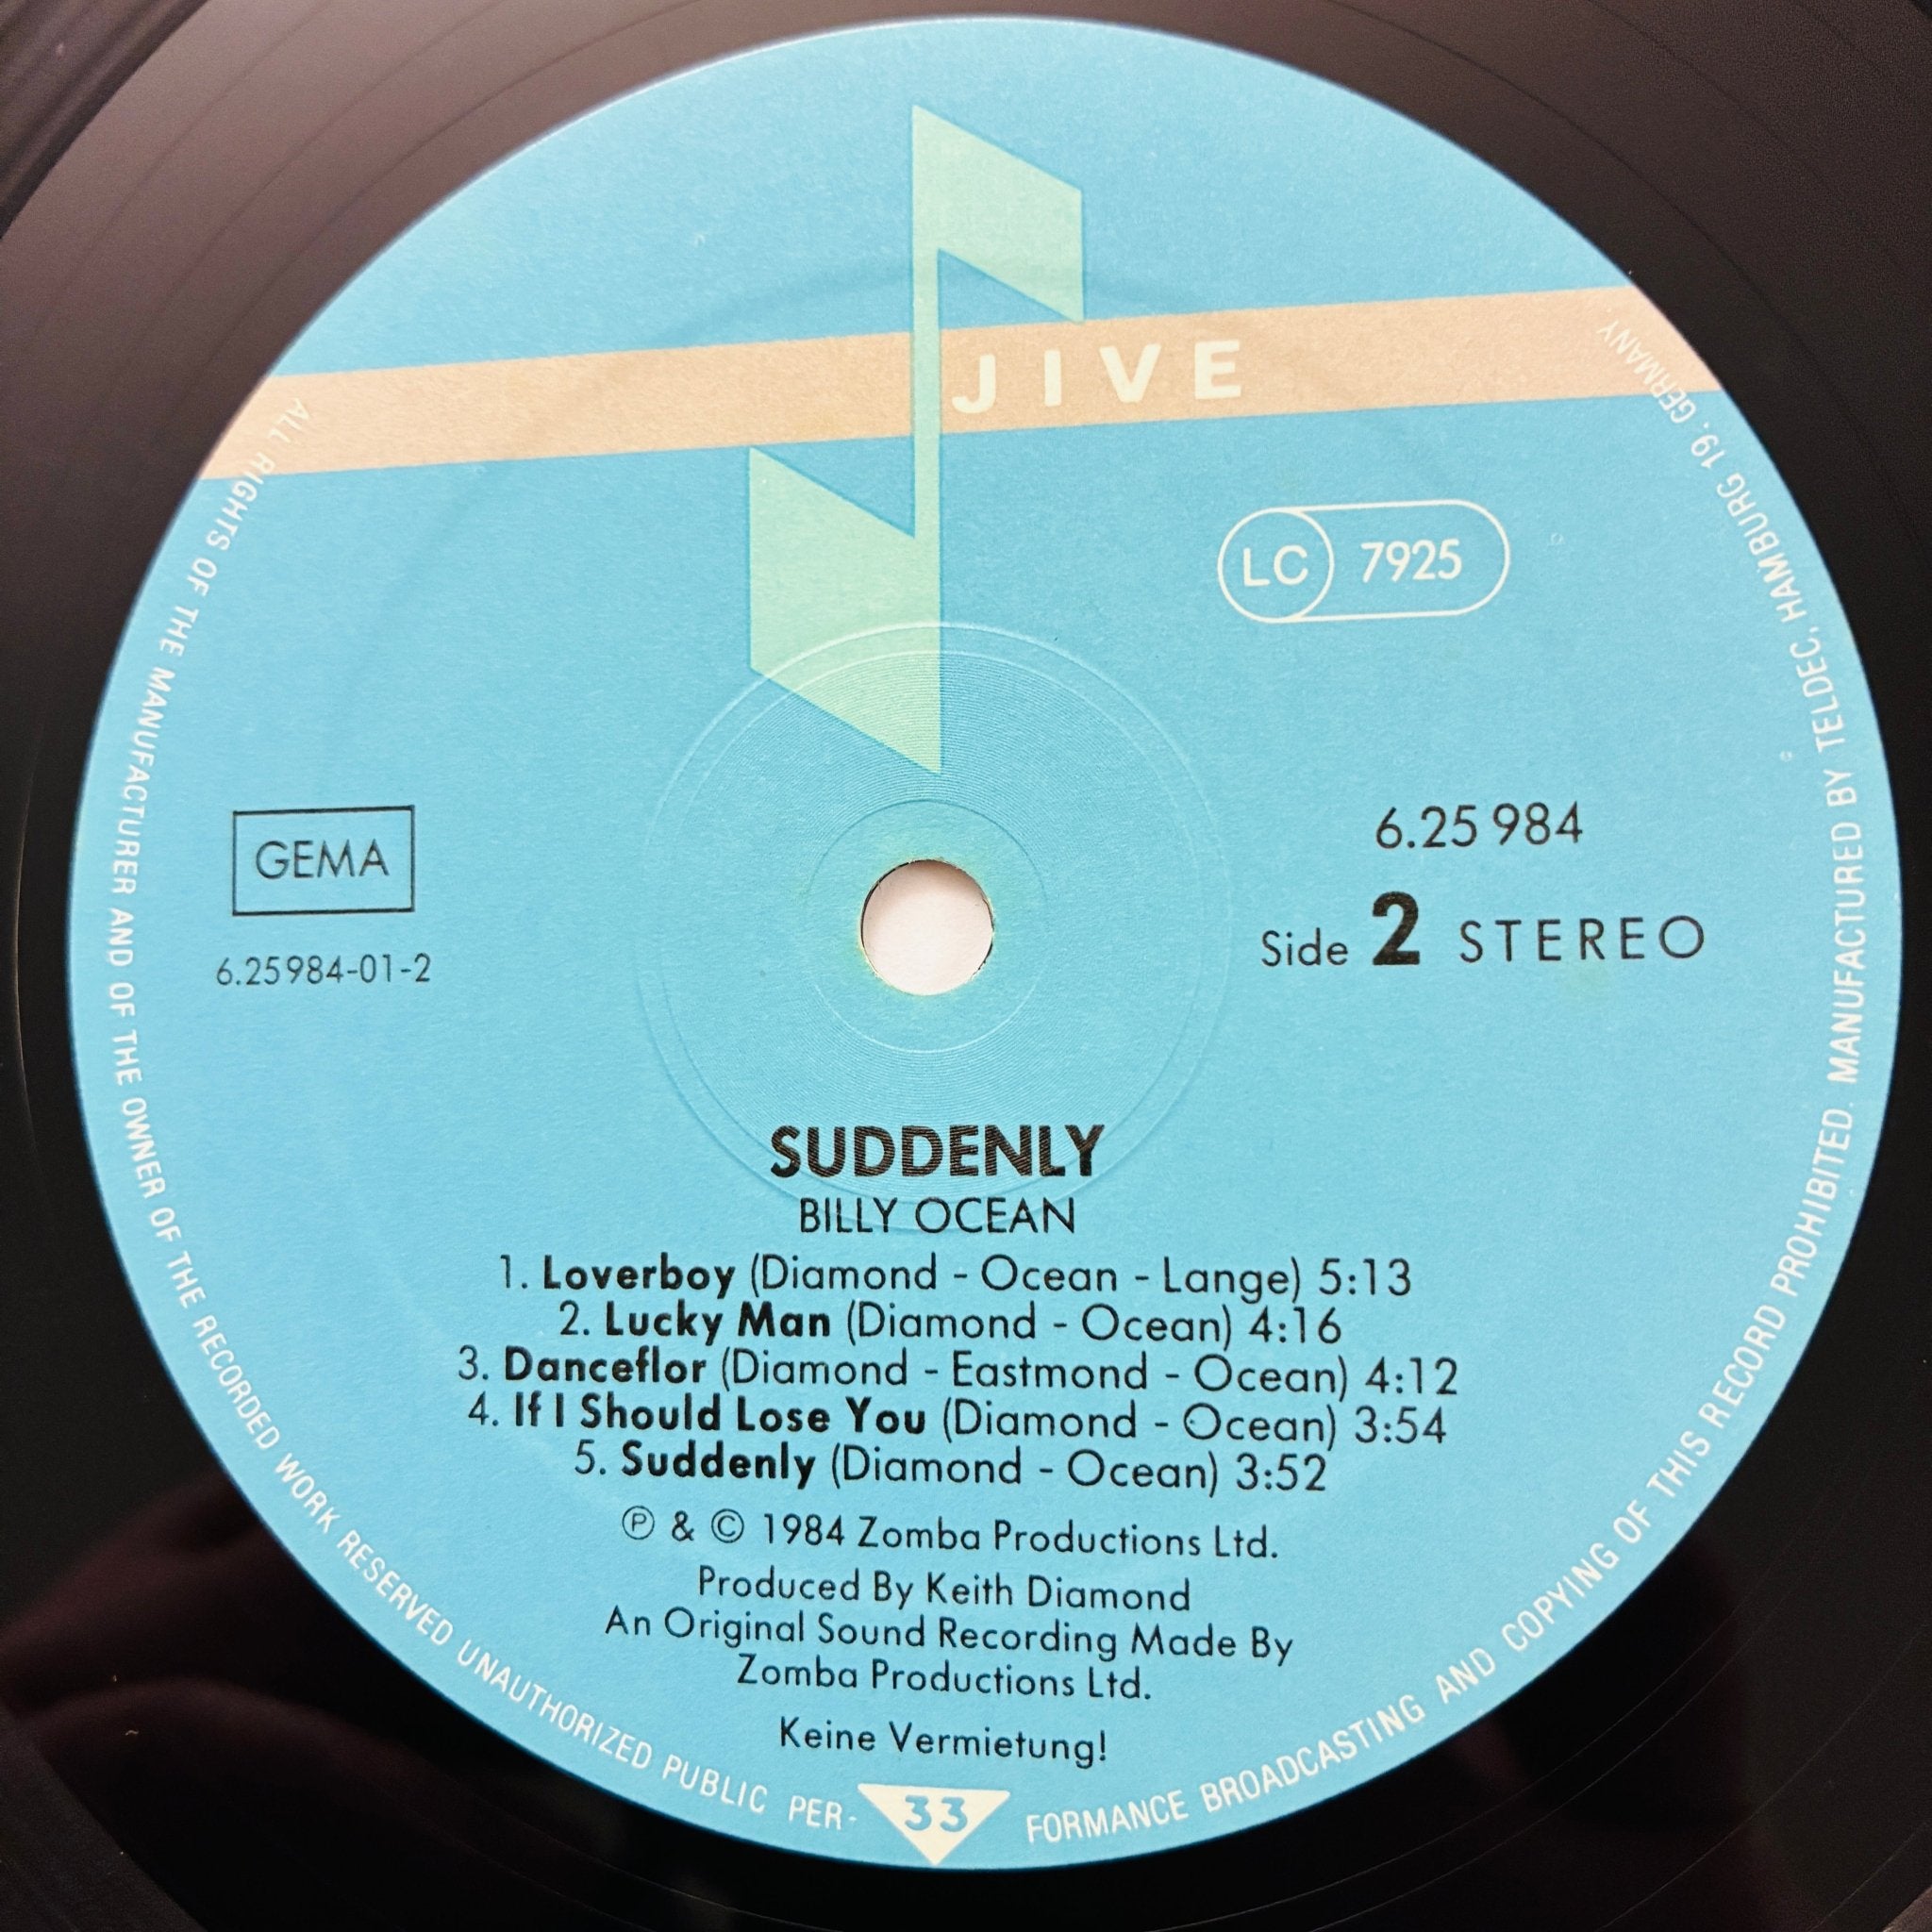 JIVE
LC 7925
GEMA
6.25984-01-2
6.25 984
Side 2 STEREO
SUDDENLY
BILLY OCEAN
1. Loverboy (Diamond - Ocean - Lange) 5:13
2. Lucky Man (Diamond - Ocean) 4:16
3. Danceflor (Diamond - Eastmond - Ocean) 4:12
4. If I Should Lose You (Diamond - Ocean) 3:54
5. Suddenly (Diamond - Ocean) 3:52
℗ & © 1984 Zomba Productions Ltd.
Produced By Keith Diamond
An Original Sound Recording Made By
Zomba Productions Ltd.
Keine Vermietung!
33
ALL RIGHTS OF THE MANUFACTURER AND OF THE OWNER OF THE RECORDED WORK RESERVED UNAUTHORIZED PUBLIC PER-FORMANCE BROADCASTING AND COPYING OF THIS RECORD PROHIBITED. MANUFACTURED BY TELDEC, HAMBURG 19. GERMANY